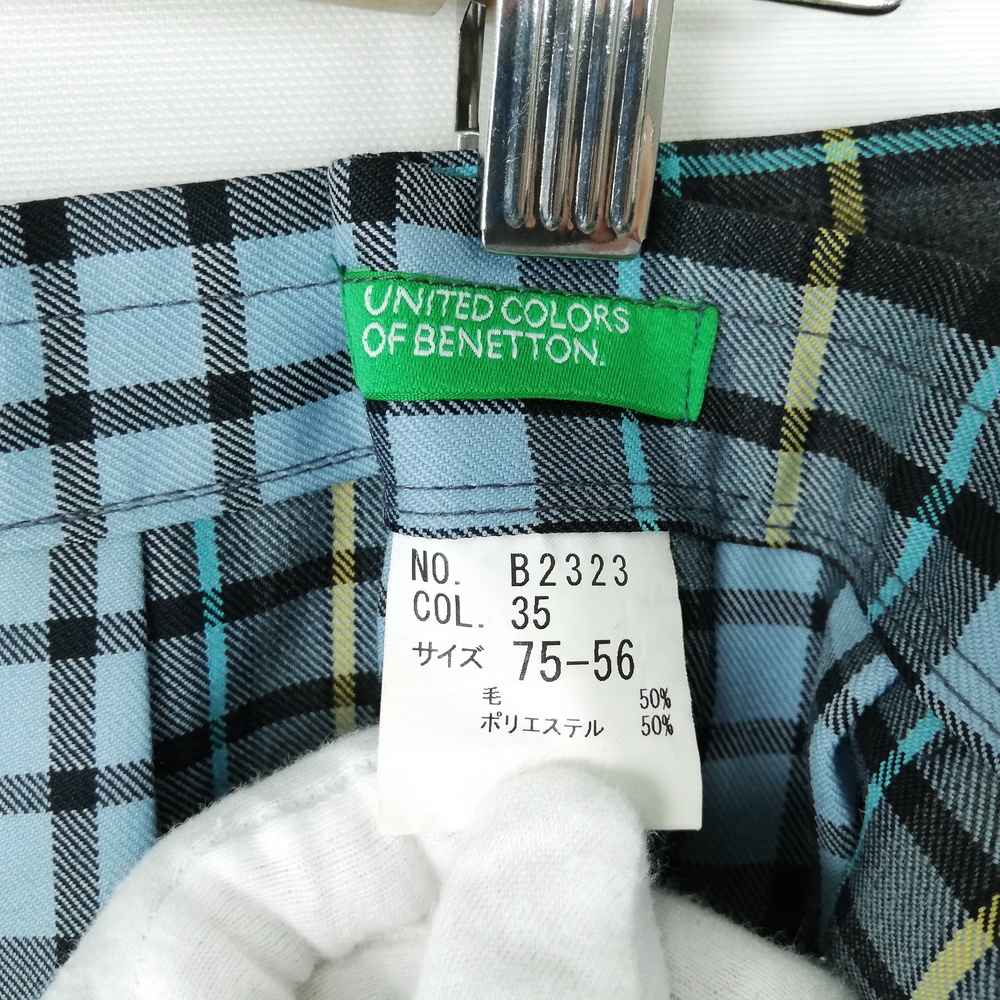 UNITED COLORS
OF BENETTON.
NO. B2323
COL. 35
サイズ 75-56
毛 50%
ポリエステル 50%